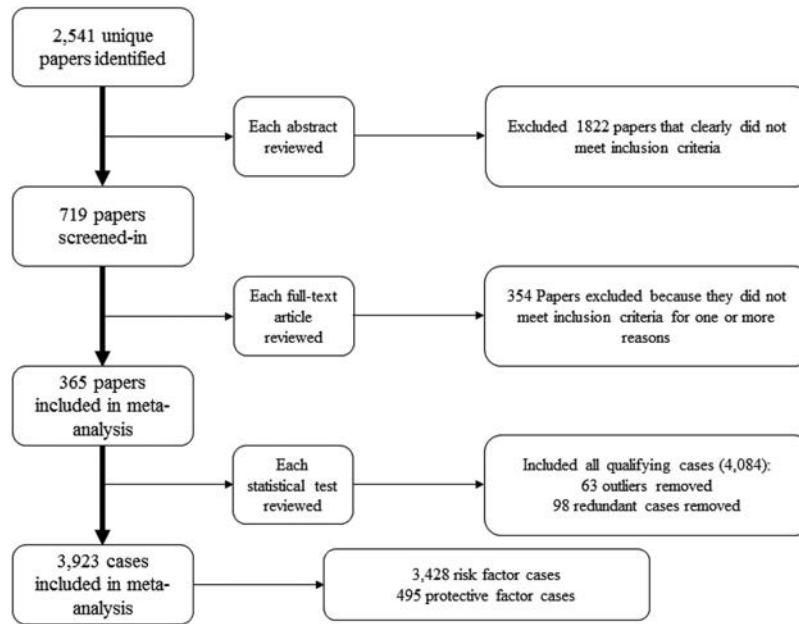 2,541 unique
papers identified
Each abstract
reviewed
Excluded 1822 papers that clearly did not
meet inclusion criteria
719 papers
screened-in
Each full-text
article
reviewed
354 Papers excluded because they did not
meet inclusion criteria for one or more
reasons
365 papers
included in meta-
analysis
Each
statistical test
reviewed
Included all qualifying cases (4,084):
63 outliers removed
98 redundant cases removed
3,923 cases
included in meta-
analysis
3,428 risk factor cases
495 protective factor cases